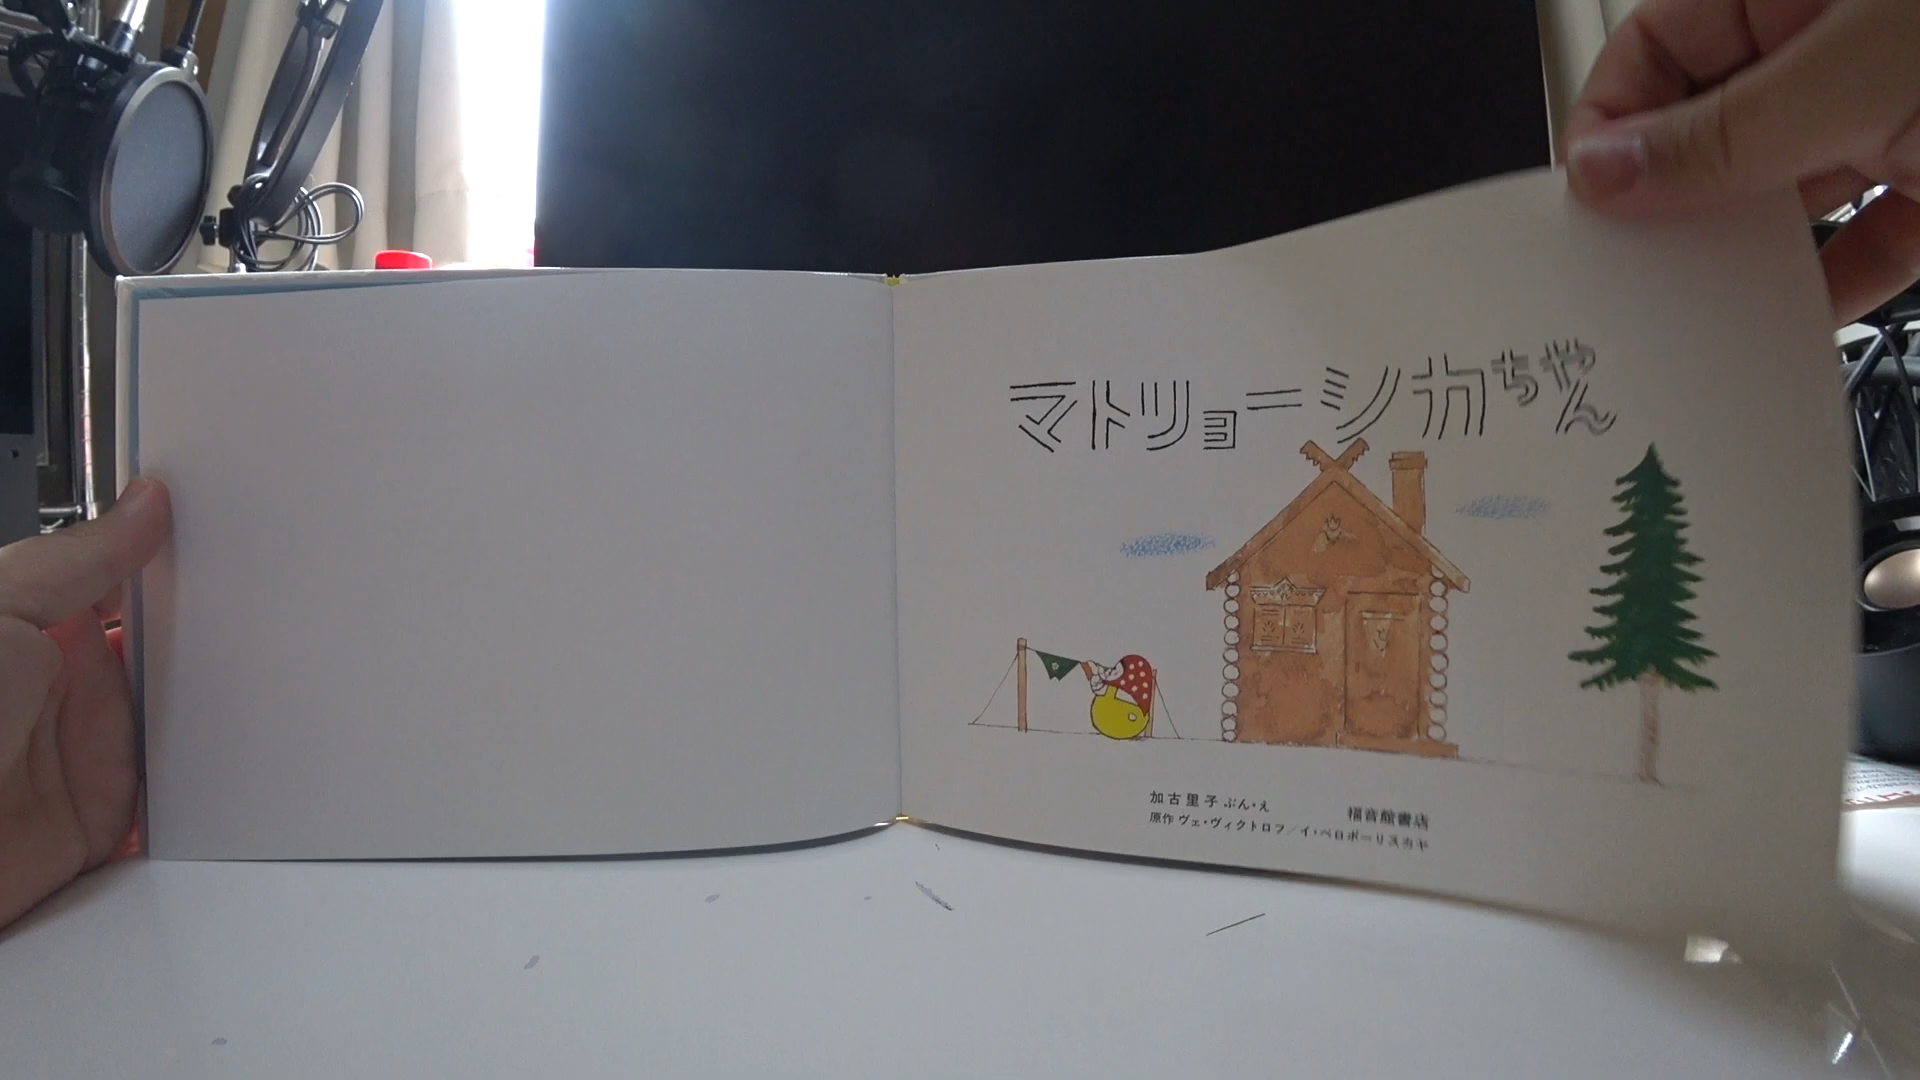 マトリョーシカちゃん
加古里子 ぶん・え
福音館書店
原作 ヴェ・ヴィクトロフ／イ・ベロポーリスカヤ